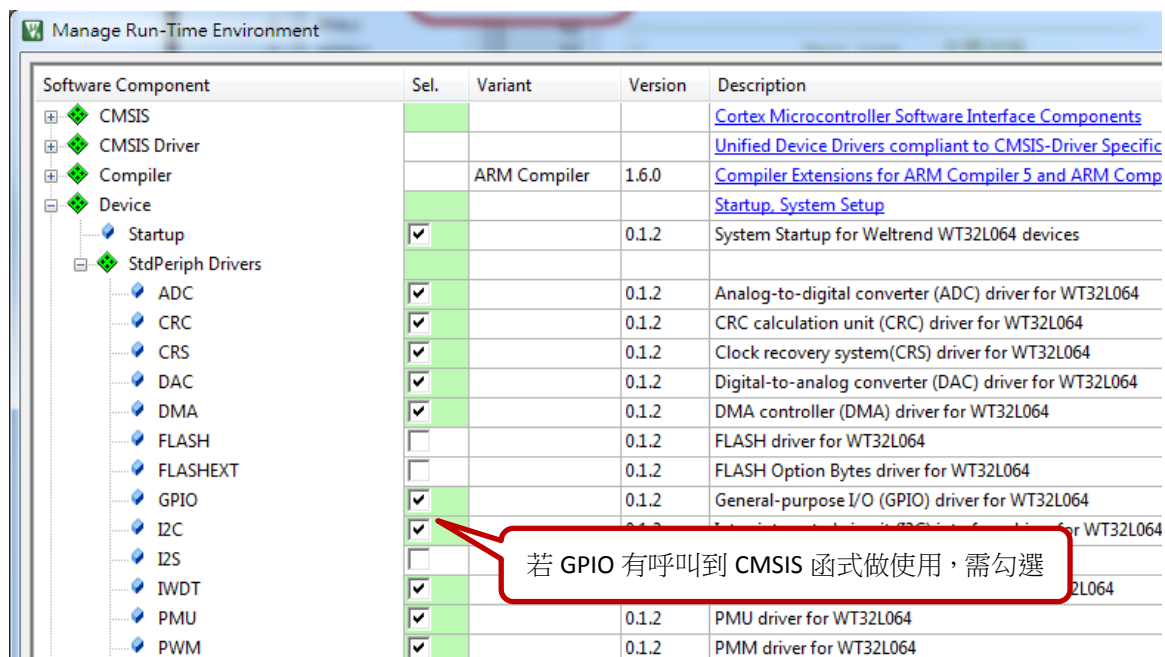 Manage Run-Time Environment
Software Component Sel. Variant Version Description
CMSIS Cortex Microcontroller Software Interface Components
CMSIS Driver Unified Device Drivers compliant to CMSIS-Driver Specific
Compiler ARM Compiler 1.6.0 Compiler Extensions for ARM Compiler 5 and ARM Comp
Device Startup, System Setup
Startup 0.1.2 System Startup for Weltrend WT32L064 devices
StdPeriph Drivers
ADC 0.1.2 Analog-to-digital converter (ADC) driver for WT32L064
CRC 0.1.2 CRC calculation unit (CRC) driver for WT32L064
CRS 0.1.2 Clock recovery system(CRS) driver for WT32L064
DAC 0.1.2 Digital-to-analog converter (DAC) driver for WT32L064
DMA 0.1.2 DMA controller (DMA) driver for WT32L064
FLASH 0.1.2 FLASH driver for WT32L064
FLASHEXT 0.1.2 FLASH Option Bytes driver for WT32L064
GPIO 0.1.2 General-purpose I/O (GPIO) driver for WT32L064
I2C for WT32L064
I2S
若 GPIO 有呼叫到 CMSIS 函式做使用，需勾選
IWDT 2L064
PMU 0.1.2 PMU driver for WT32L064
PWM 0.1.2 PMM driver for WT32L064